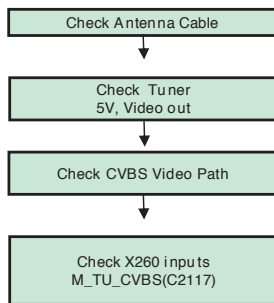 Check Antenna Cable
Check Tuner
5V, Video out
Check CVBS Video Path
Check X260 inputs
M_TU_CVBS(C2117)